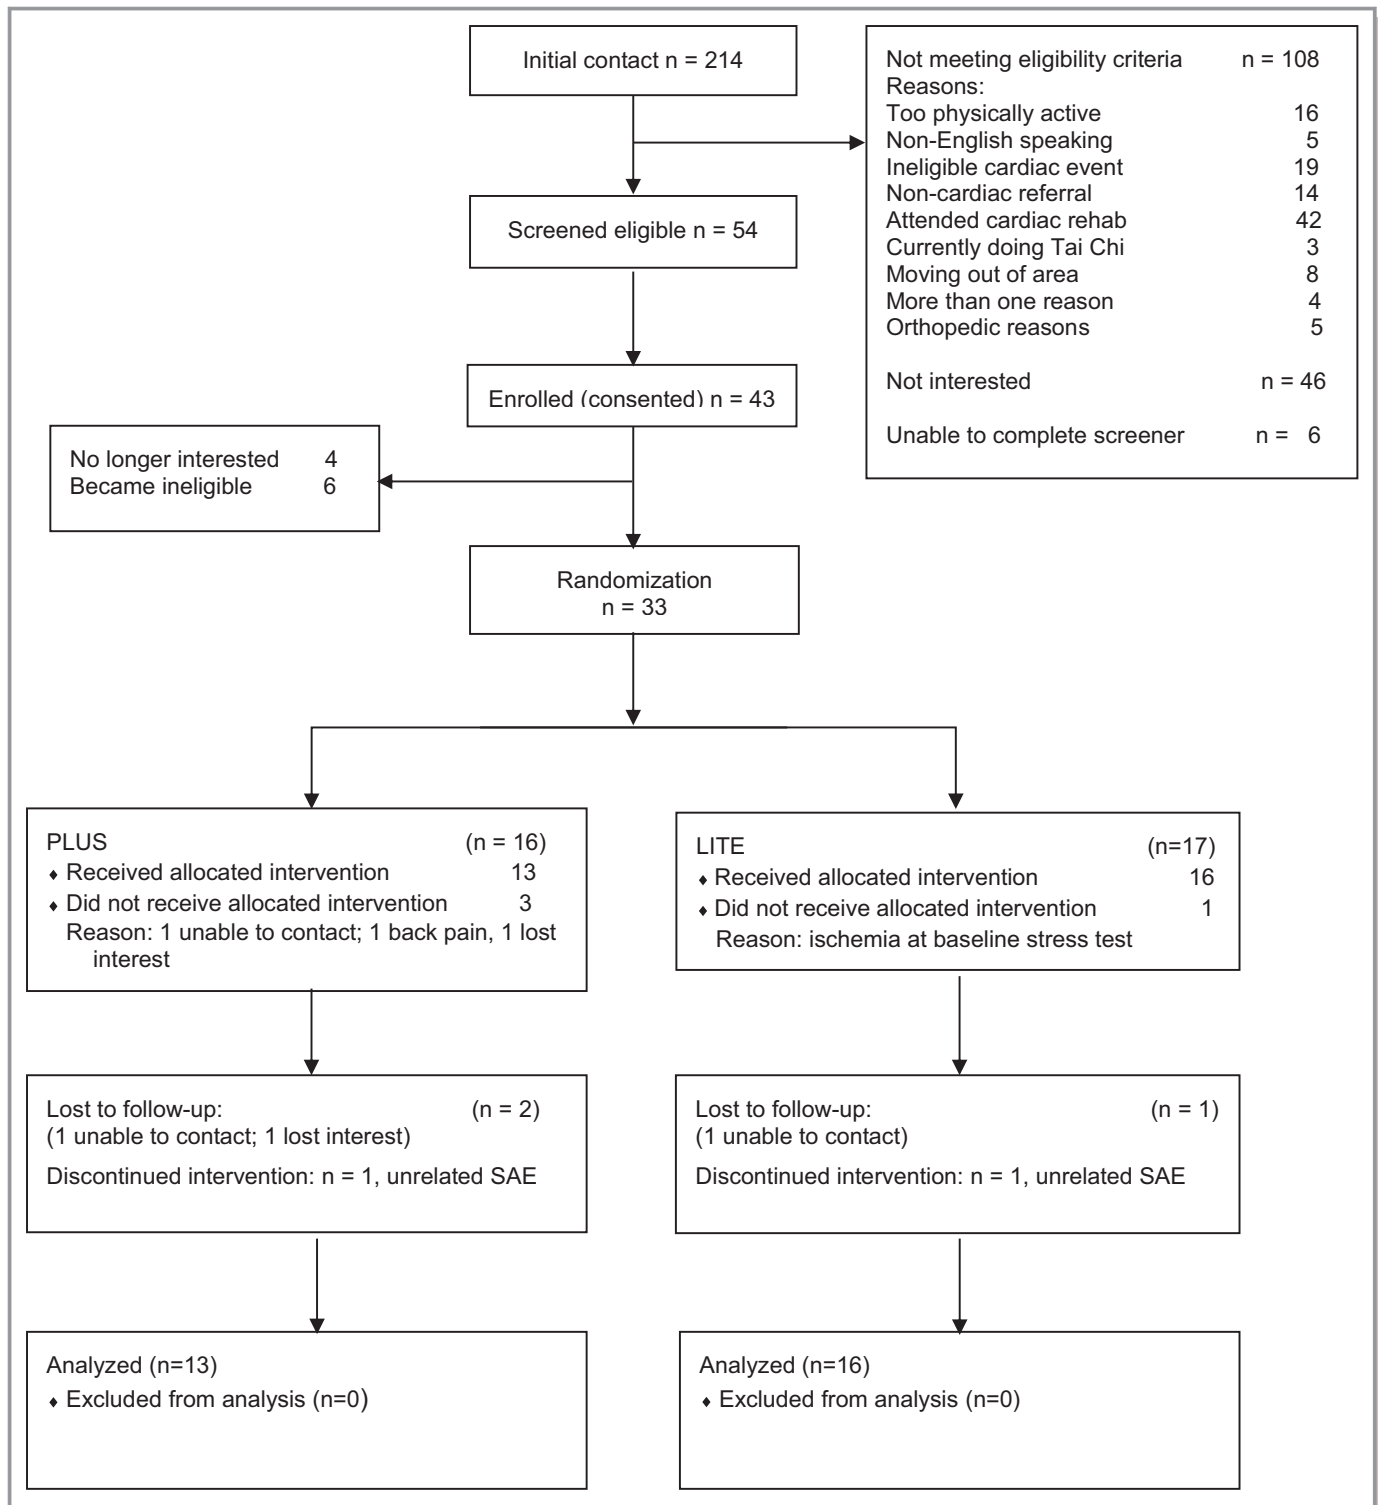 Initial contact n = 214
Not meeting eligibility criteria n = 108
Reasons:
Too physically active 16
Non-English speaking 5
Ineligible cardiac event 19
Non-cardiac referral 14
Attended cardiac rehab 42
Currently doing Tai Chi 3
Moving out of area 8
More than one reason 4
Orthopedic reasons 5
Not interested n = 46
Unable to complete screener n = 6
Screened eligible n = 54
Enrolled (consented) n = 43
No longer interested 4
Became ineligible 6
Randomization
n = 33
PLUS (n = 16)
♦ Received allocated intervention 13
♦ Did not receive allocated intervention 3
Reason: 1 unable to contact; 1 back pain, 1 lost
interest
LITE (n=17)
♦ Received allocated intervention 16
♦ Did not receive allocated intervention 1
Reason: ischemia at baseline stress test
Lost to follow-up: (n = 2)
(1 unable to contact; 1 lost interest)
Discontinued intervention: n = 1, unrelated SAE
Lost to follow-up: (n = 1)
(1 unable to contact)
Discontinued intervention: n = 1, unrelated SAE
Analyzed (n=13)
♦ Excluded from analysis (n=0)
Analyzed (n=16)
♦ Excluded from analysis (n=0)